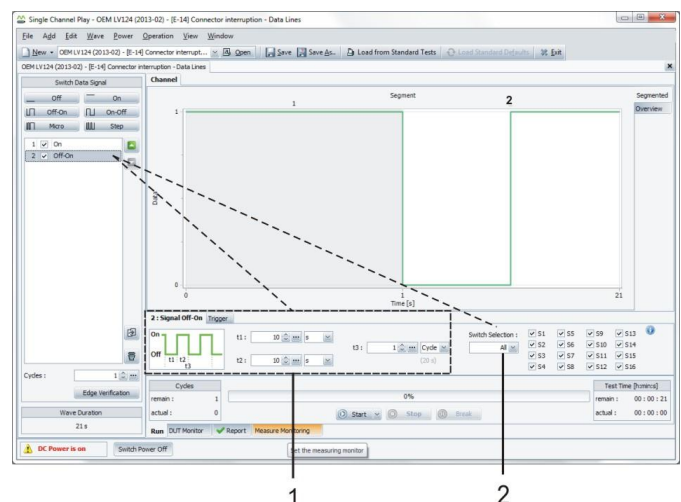 Single Channel Play - OEM LV124 (2013-02) - [E-14] Connector interruption - Data Lines
File Add Edit Wave Power Operation View Window
New OEM LV124 (2013-02) - [E-14] Connector interrupt... Open Save Save As.. Load from Standard Tests Load Standard Defaults Exit
OEM LV124 (2013-02) - [E-14] Connector interruption - Data Lines
Switch Data Signal
Off On
Off-On On-Off
Micro Step
1 On
2 Off-On
Cycles : 1
Edge Verification
Wave Duration
21 s
Channel
Segment
1 2
1
Data
0
0 1 21
Time [s]
Segmented
Overview
2 : Signal Off-On Trigger
On
Off
t1 t2
t3
t1 : 10 s
t2 : 10 s
t3 : 1 Cycle
(20 s)
Switch Selection :
All
S1 S5 S9 S13
S2 S6 S10 S14
S3 S7 S11 S15
S4 S8 S12 S16
Cycles
remain : 1
actual : 0
0%
Start Stop Break
Test Time [h:m:s]
remain : 00 : 00 : 21
actual : 00 : 00 : 00
Run DUT Monitor Report Measure Monitoring
DC Power is on Switch Power Off
Set the measuring monitor
1 2